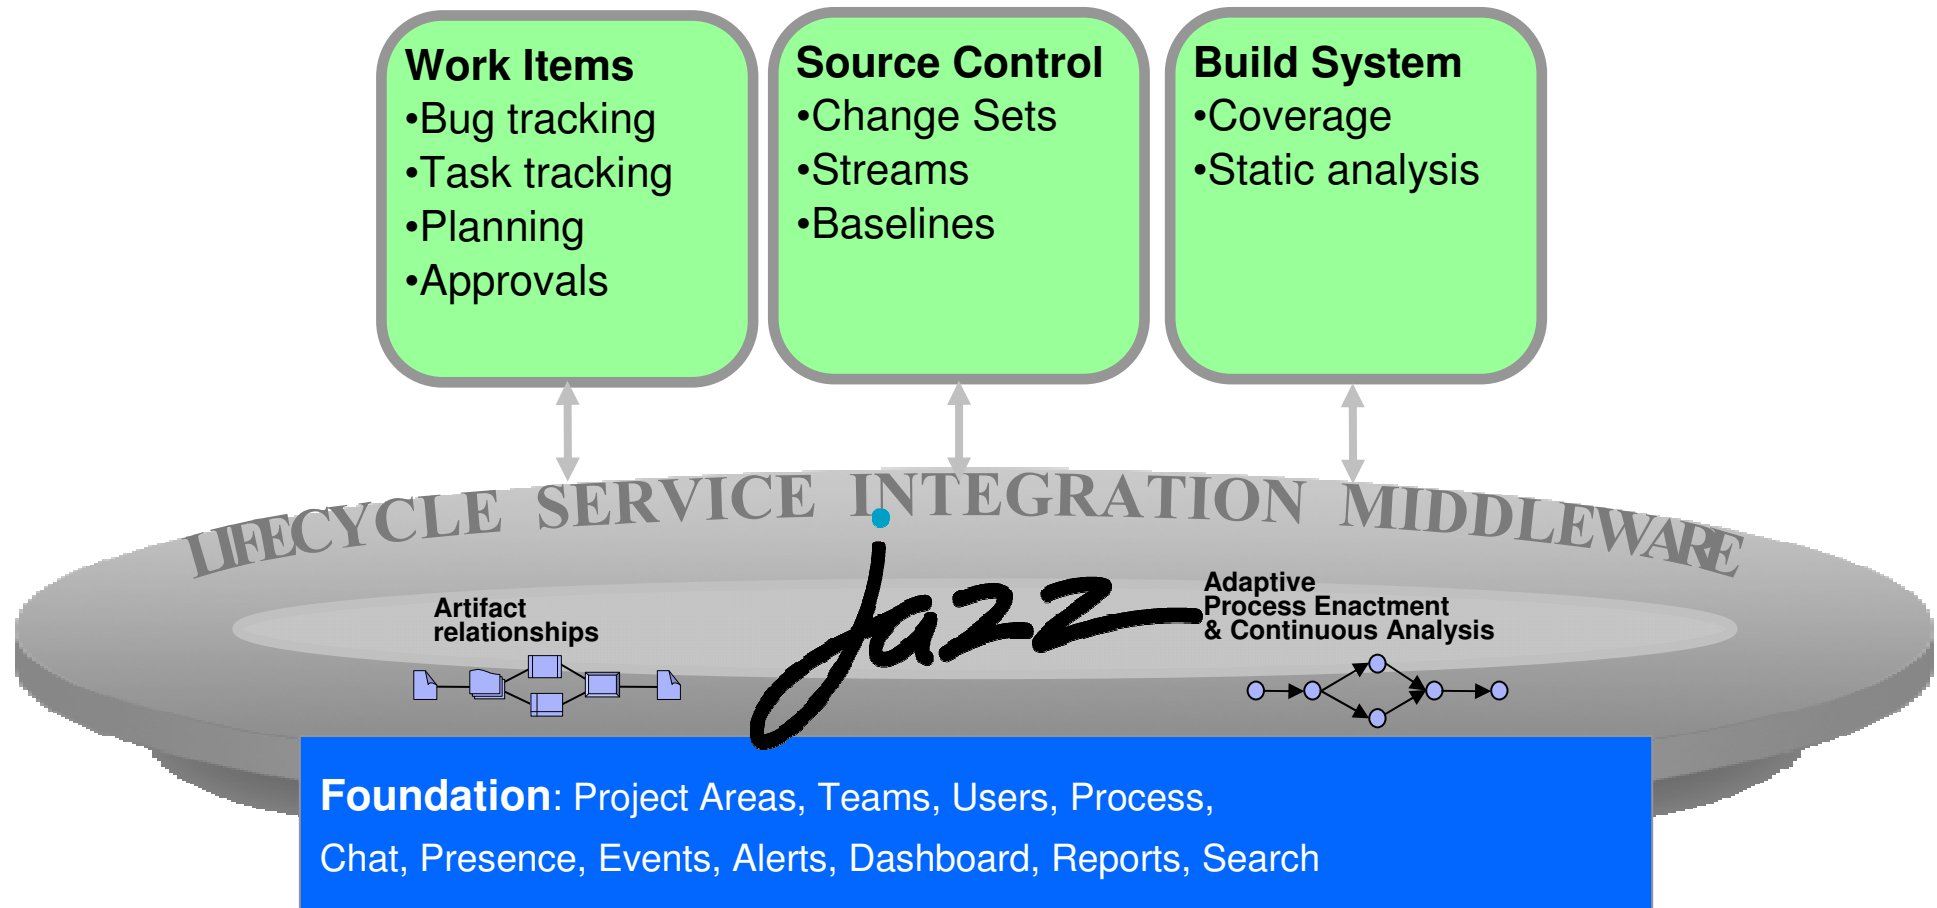 Work Items
•Bug tracking
•Task tracking
•Planning
•Approvals
Source Control
•Change Sets
•Streams
•Baselines
Build System
•Coverage
•Static analysis
LIFECYCLE SERVICE INTEGRATION MIDDLEWARE
Artifact
relationships
Jazz
Adaptive
Process Enactment
& Continuous Analysis
Foundation: Project Areas, Teams, Users, Process,
Chat, Presence, Events, Alerts, Dashboard, Reports, Search